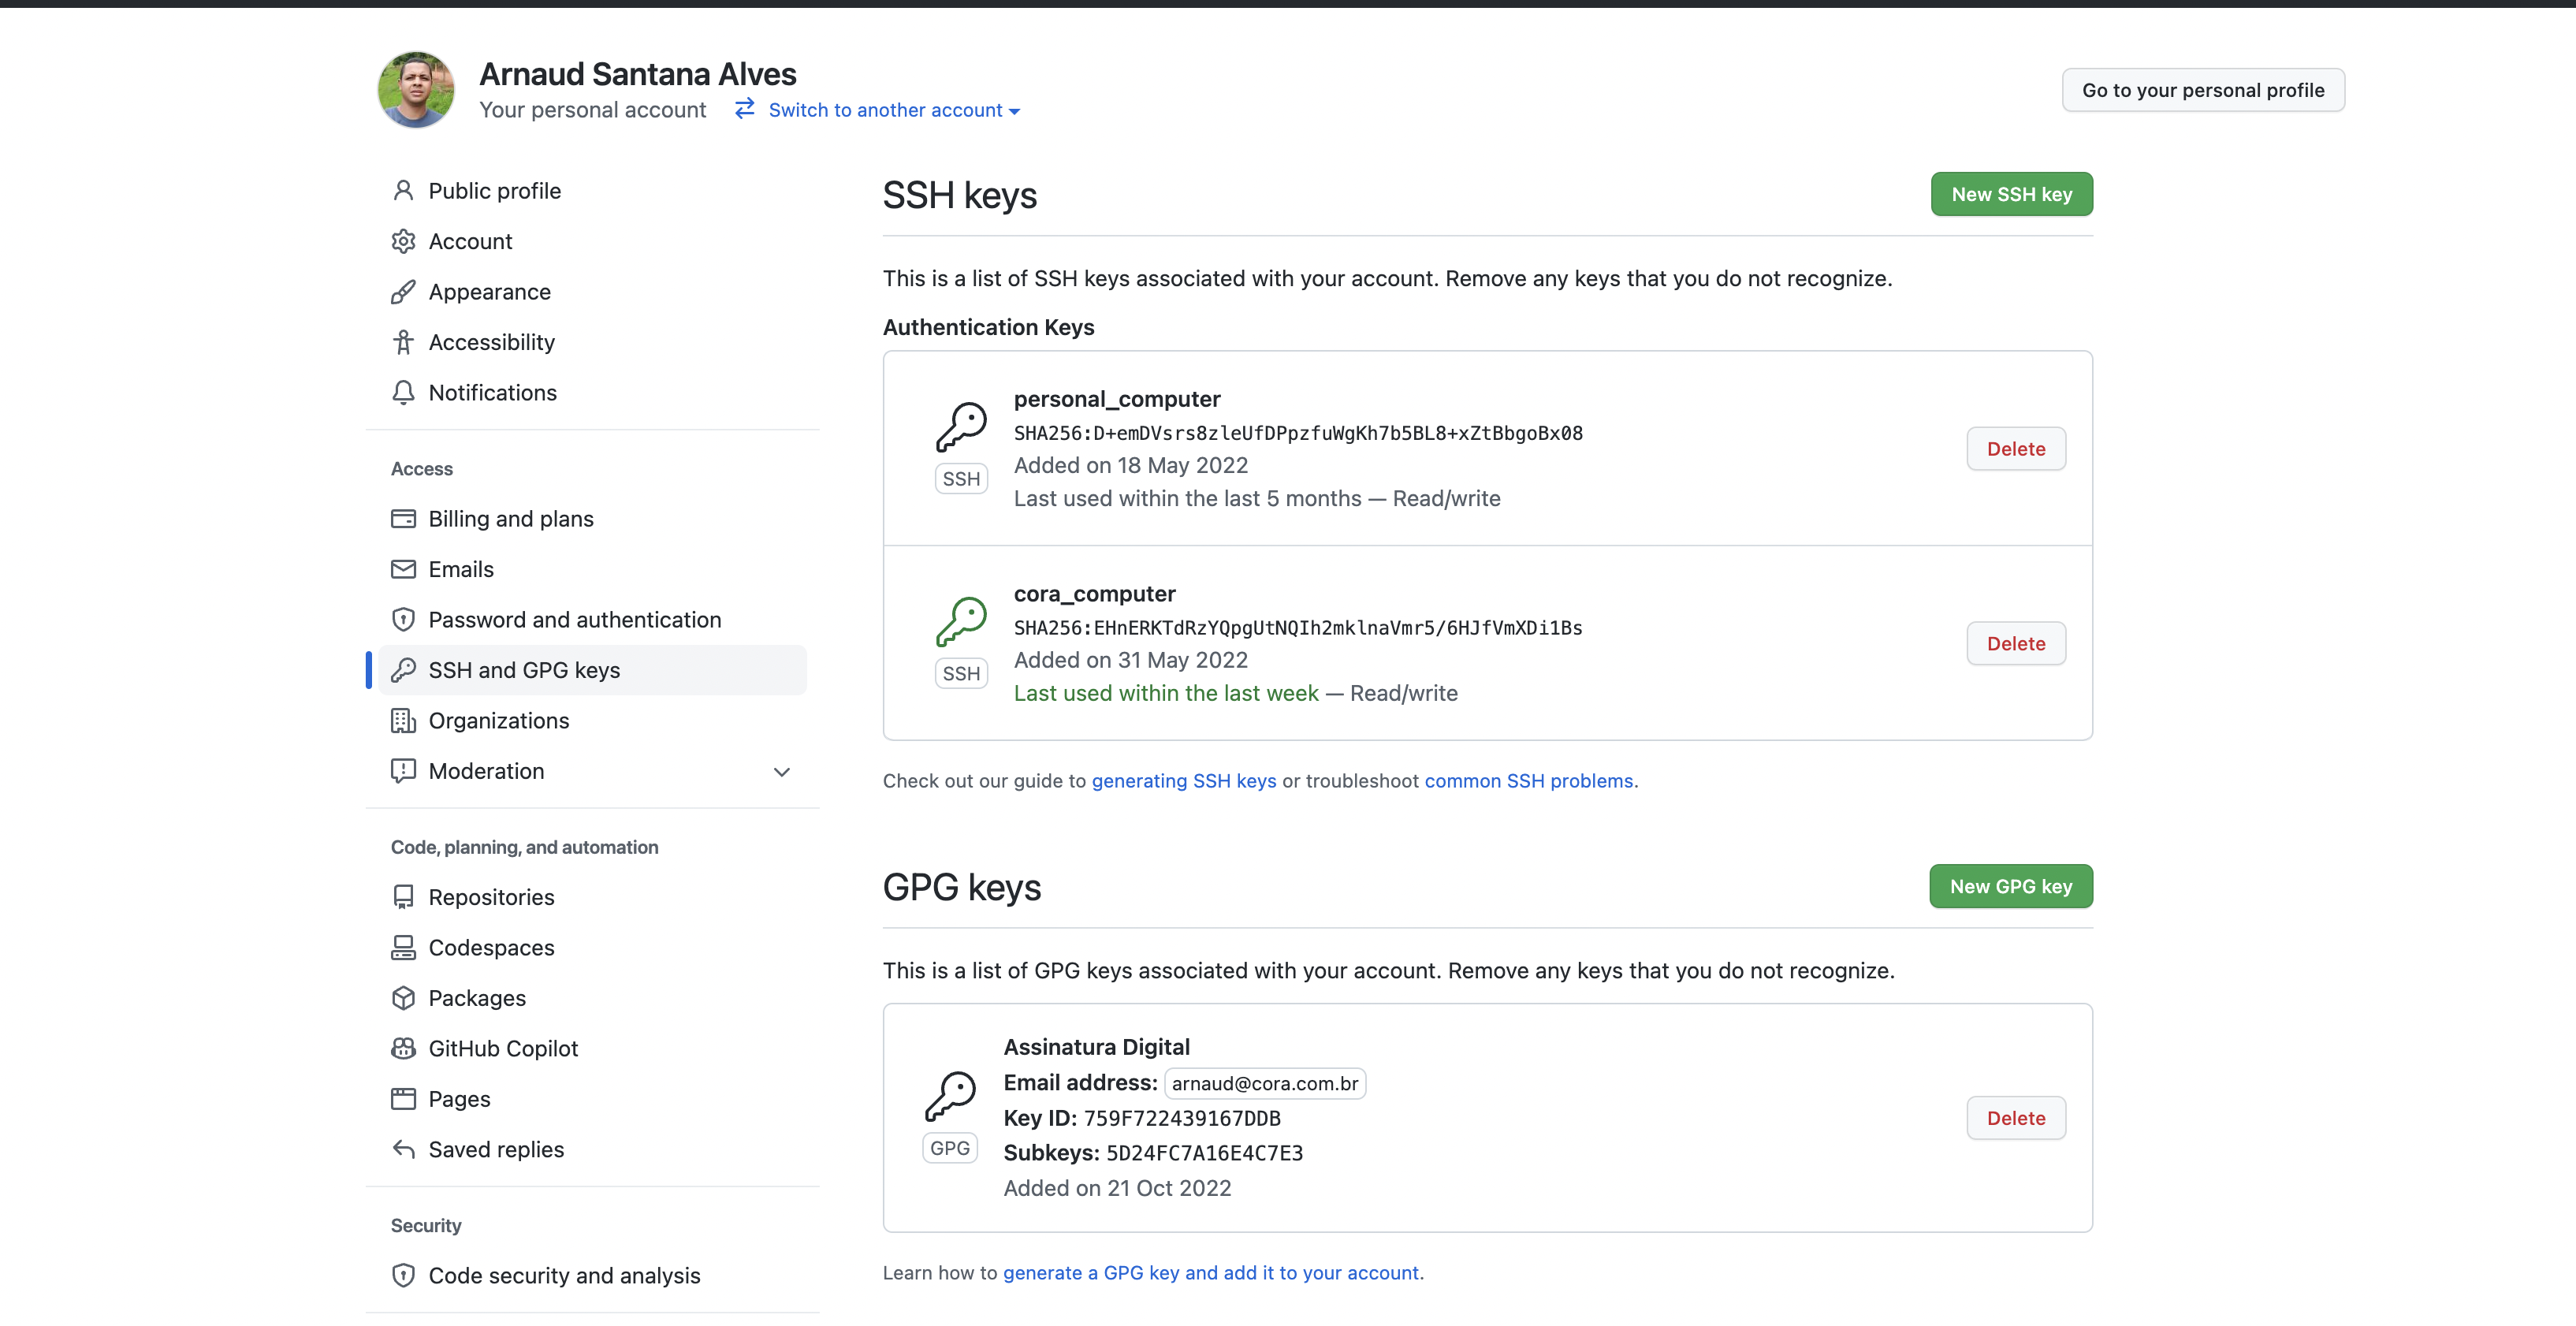 Arnaud Santana Alves
Your personal account
Switch to another account
Go to your personal profile
Public profile
Account
Appearance
Accessibility
Notifications
Access
Billing and plans
Emails
Password and authentication
SSH and GPG keys
Organizations
Moderation
Code, planning, and automation
Repositories
Codespaces
Packages
GitHub Copilot
Pages
Saved replies
Security
Code security and analysis
SSH keys
New SSH key
This is a list of SSH keys associated with your account. Remove any keys that you do not recognize.
Authentication Keys
personal_computer
SHA256:D+emDVsrs8zleUfDPpzfuWgKh7b5BL8+xZtBbgoBx08
Added on 18 May 2022
Last used within the last 5 months — Read/write
SSH
Delete
cora_computer
SHA256:EHnERKTdRzYQpgUtNQIh2mklnaVmr5/6HJfVmXDi1Bs
Added on 31 May 2022
Last used within the last week — Read/write
SSH
Delete
Check out our guide to generating SSH keys or troubleshoot common SSH problems.
GPG keys
New GPG key
This is a list of GPG keys associated with your account. Remove any keys that you do not recognize.
Assinatura Digital
Email address: arnaud@cora.com.br
Key ID: 759F722439167DDB
Subkeys: 5D24FC7A16E4C7E3
Added on 21 Oct 2022
GPG
Delete
Learn how to generate a GPG key and add it to your account.